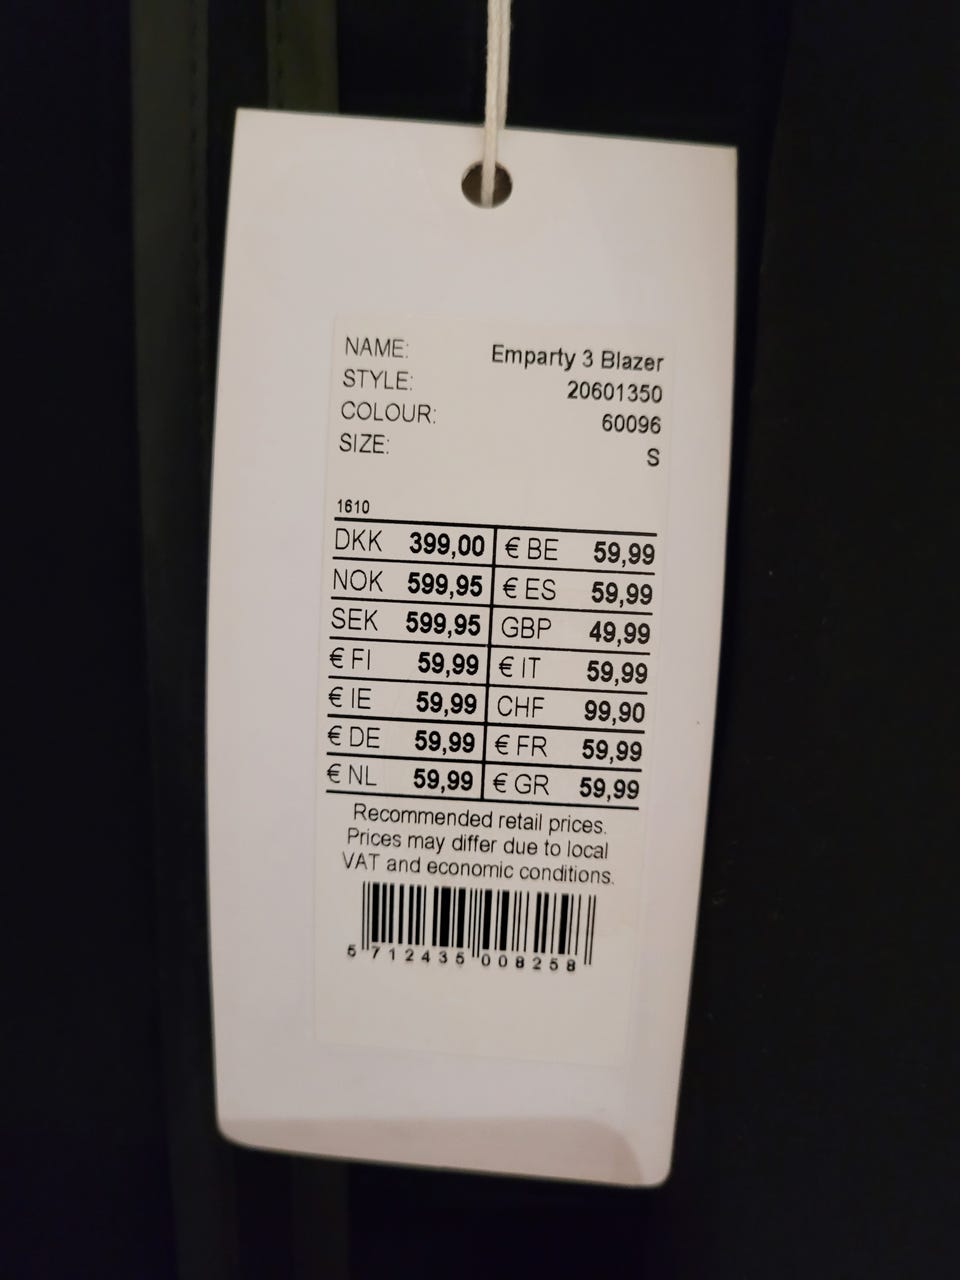 NAME: Emparty 3 Blazer
STYLE: 20601350
COLOUR: 60096
SIZE: S
1610
DKK 399,00 € BE 59,99
NOK 599,95 € ES 59,99
SEK 599,95 GBP 49,99
€ FI 59,99 € IT 59,99
€ IE 59,99 CHF 99,90
€ DE 59,99 € FR 59,99
€ NL 59,99 € GR 59,99
Recommended retail prices.
Prices may differ due to local
VAT and economic conditions.
5 712435 008258